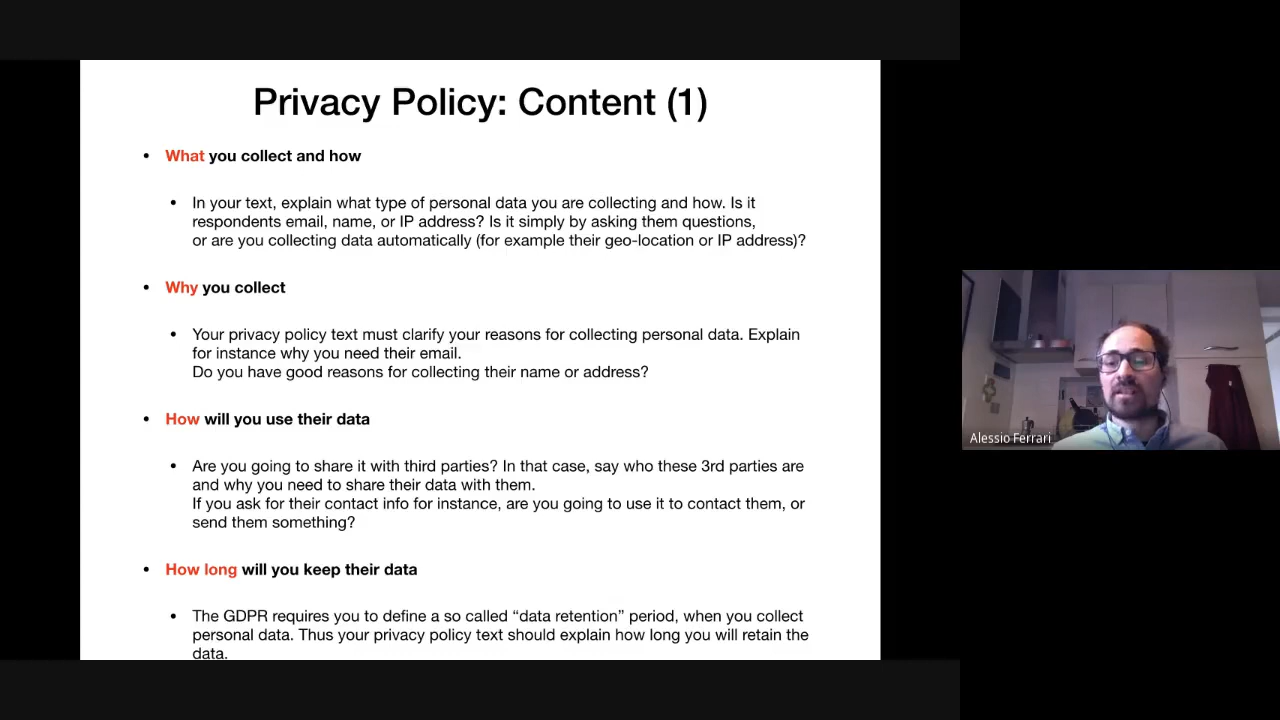 Privacy Policy: Content (1)
• What you collect and how
• In your text, explain what type of personal data you are collecting and how. Is it
respondents email, name, or IP address? Is it simply by asking them questions,
or are you collecting data automatically (for example their geo-location or IP address)?
• Why you collect
• Your privacy policy text must clarify your reasons for collecting personal data. Explain
for instance why you need their email.
Do you have good reasons for collecting their name or address?
• How will you use their data
• Are you going to share it with third parties? In that case, say who these 3rd parties are
and why you need to share their data with them.
If you ask for their contact info for instance, are you going to use it to contact them, or
send them something?
• How long will you keep their data
• The GDPR requires you to define a so called “data retention” period, when you collect
personal data. Thus your privacy policy text should explain how long you will retain the
data.
Alessio Ferrari